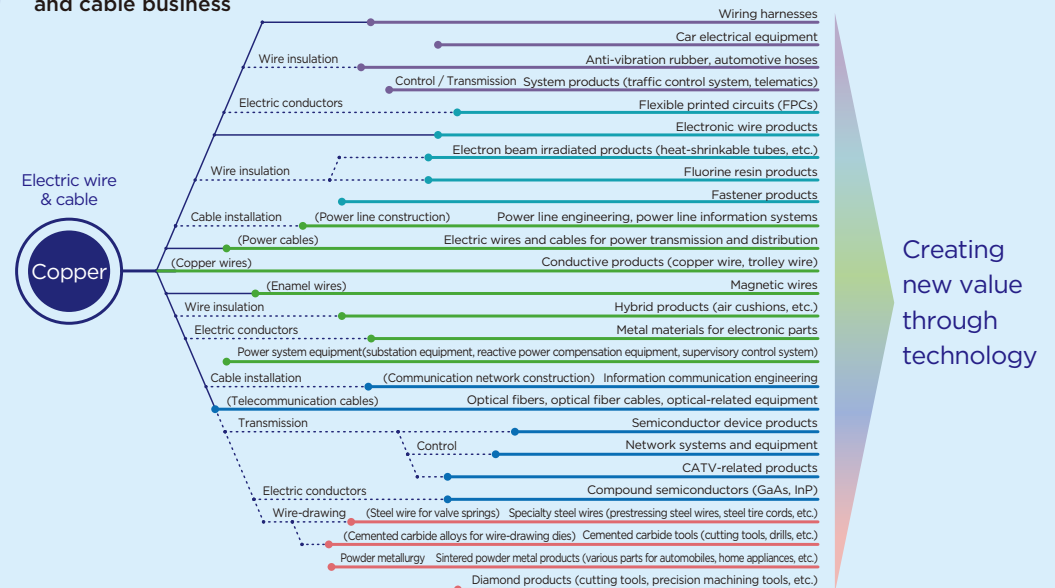 and cable business
Wiring harnesses
Car electrical equipment
Wire insulation Anti-vibration rubber, automotive hoses
Control / Transmission System products (traffic control system, telematics)
Electric conductors Flexible printed circuits (FPCs)
Electronic wire products
Electron beam irradiated products (heat-shrinkable tubes, etc.)
Wire insulation Fluorine resin products
Fastener products
Electric wire
& cable
Copper
Cable installation (Power line construction) Power line engineering, power line information systems
(Power cables) Electric wires and cables for power transmission and distribution
(Copper wires) Conductive products (copper wire, trolley wire)
(Enamel wires) Magnetic wires
Wire insulation Hybrid products (air cushions, etc.)
Electric conductors Metal materials for electronic parts
Power system equipment(substation equipment, reactive power compensation equipment, supervisory control system)
Cable installation (Communication network construction) Information communication engineering
(Telecommunication cables) Optical fibers, optical fiber cables, optical-related equipment
Transmission Semiconductor device products
Control Network systems and equipment
CATV-related products
Electric conductors Compound semiconductors (GaAs, InP)
Wire-drawing (Steel wire for valve springs) Specialty steel wires (prestressing steel wires, steel tire cords, etc.)
(Cemented carbide alloys for wire-drawing dies) Cemented carbide tools (cutting tools, drills, etc.)
Powder metallurgy Sintered powder metal products (various parts for automobiles, home appliances, etc.)
Diamond products (cutting tools, precision machining tools, etc.)
Creating
new value
through
technology